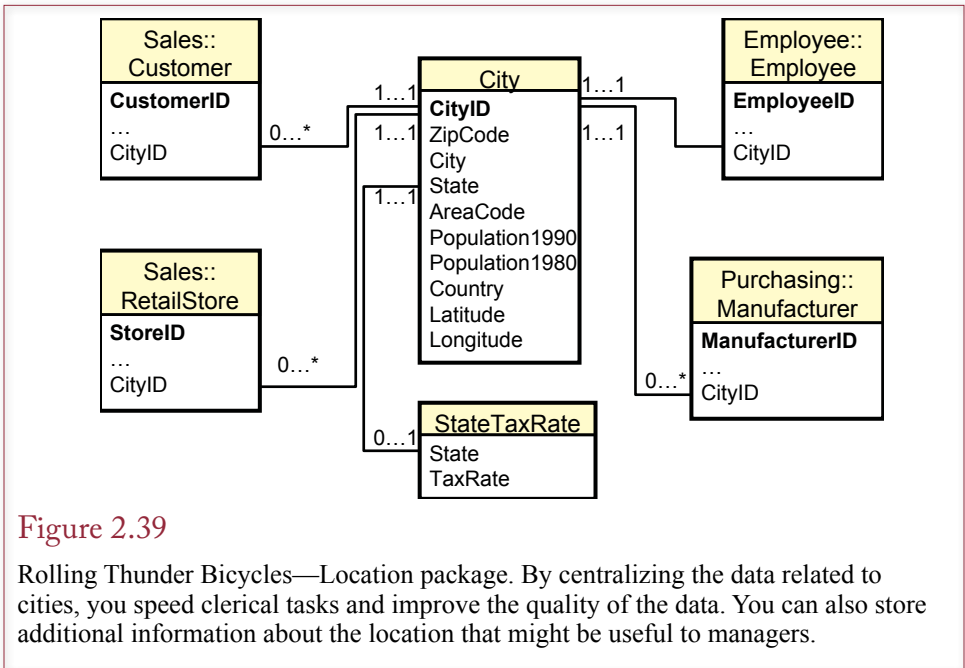 Sales::
Customer
CustomerID
…
CityID
0…*
1…1
1…1
1…1
City
CityID
ZipCode
City
State
AreaCode
Population1990
Population1980
Country
Latitude
Longitude
1…1
1…1
Employee::
Employee
EmployeeID
…
CityID
Sales::
RetailStore
StoreID
…
CityID
0…*
0…1
StateTaxRate
State
TaxRate
0…*
Purchasing::
Manufacturer
ManufacturerID
…
CityID
Figure 2.39
Rolling Thunder Bicycles—Location package. By centralizing the data related to
cities, you speed clerical tasks and improve the quality of the data. You can also store
additional information about the location that might be useful to managers.